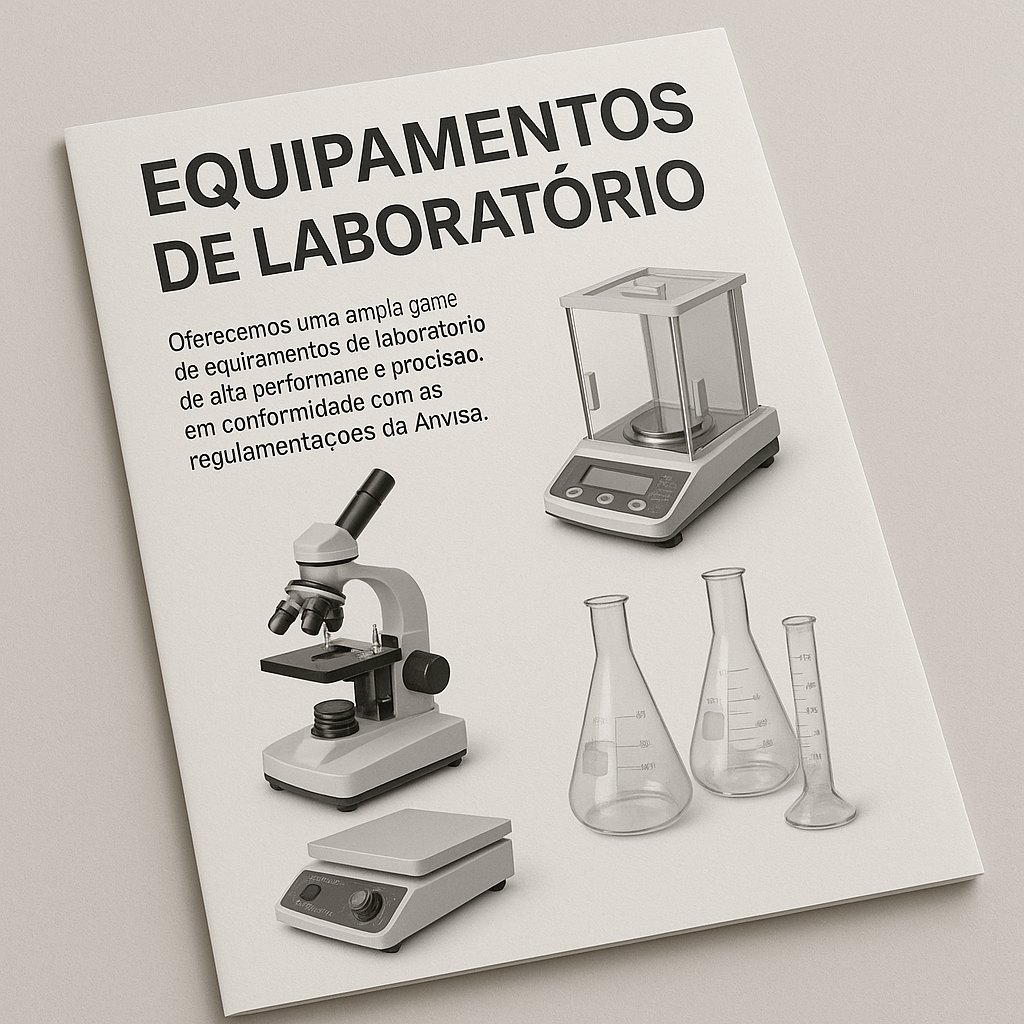 EQUIPAMENTOS
DE LABORATÓRIO
Oferecemos uma ampla game
de equiramentos de laboratorio
de alta performane e procisao.
em conformidade com as
regulamentaçoes da Anvısa.